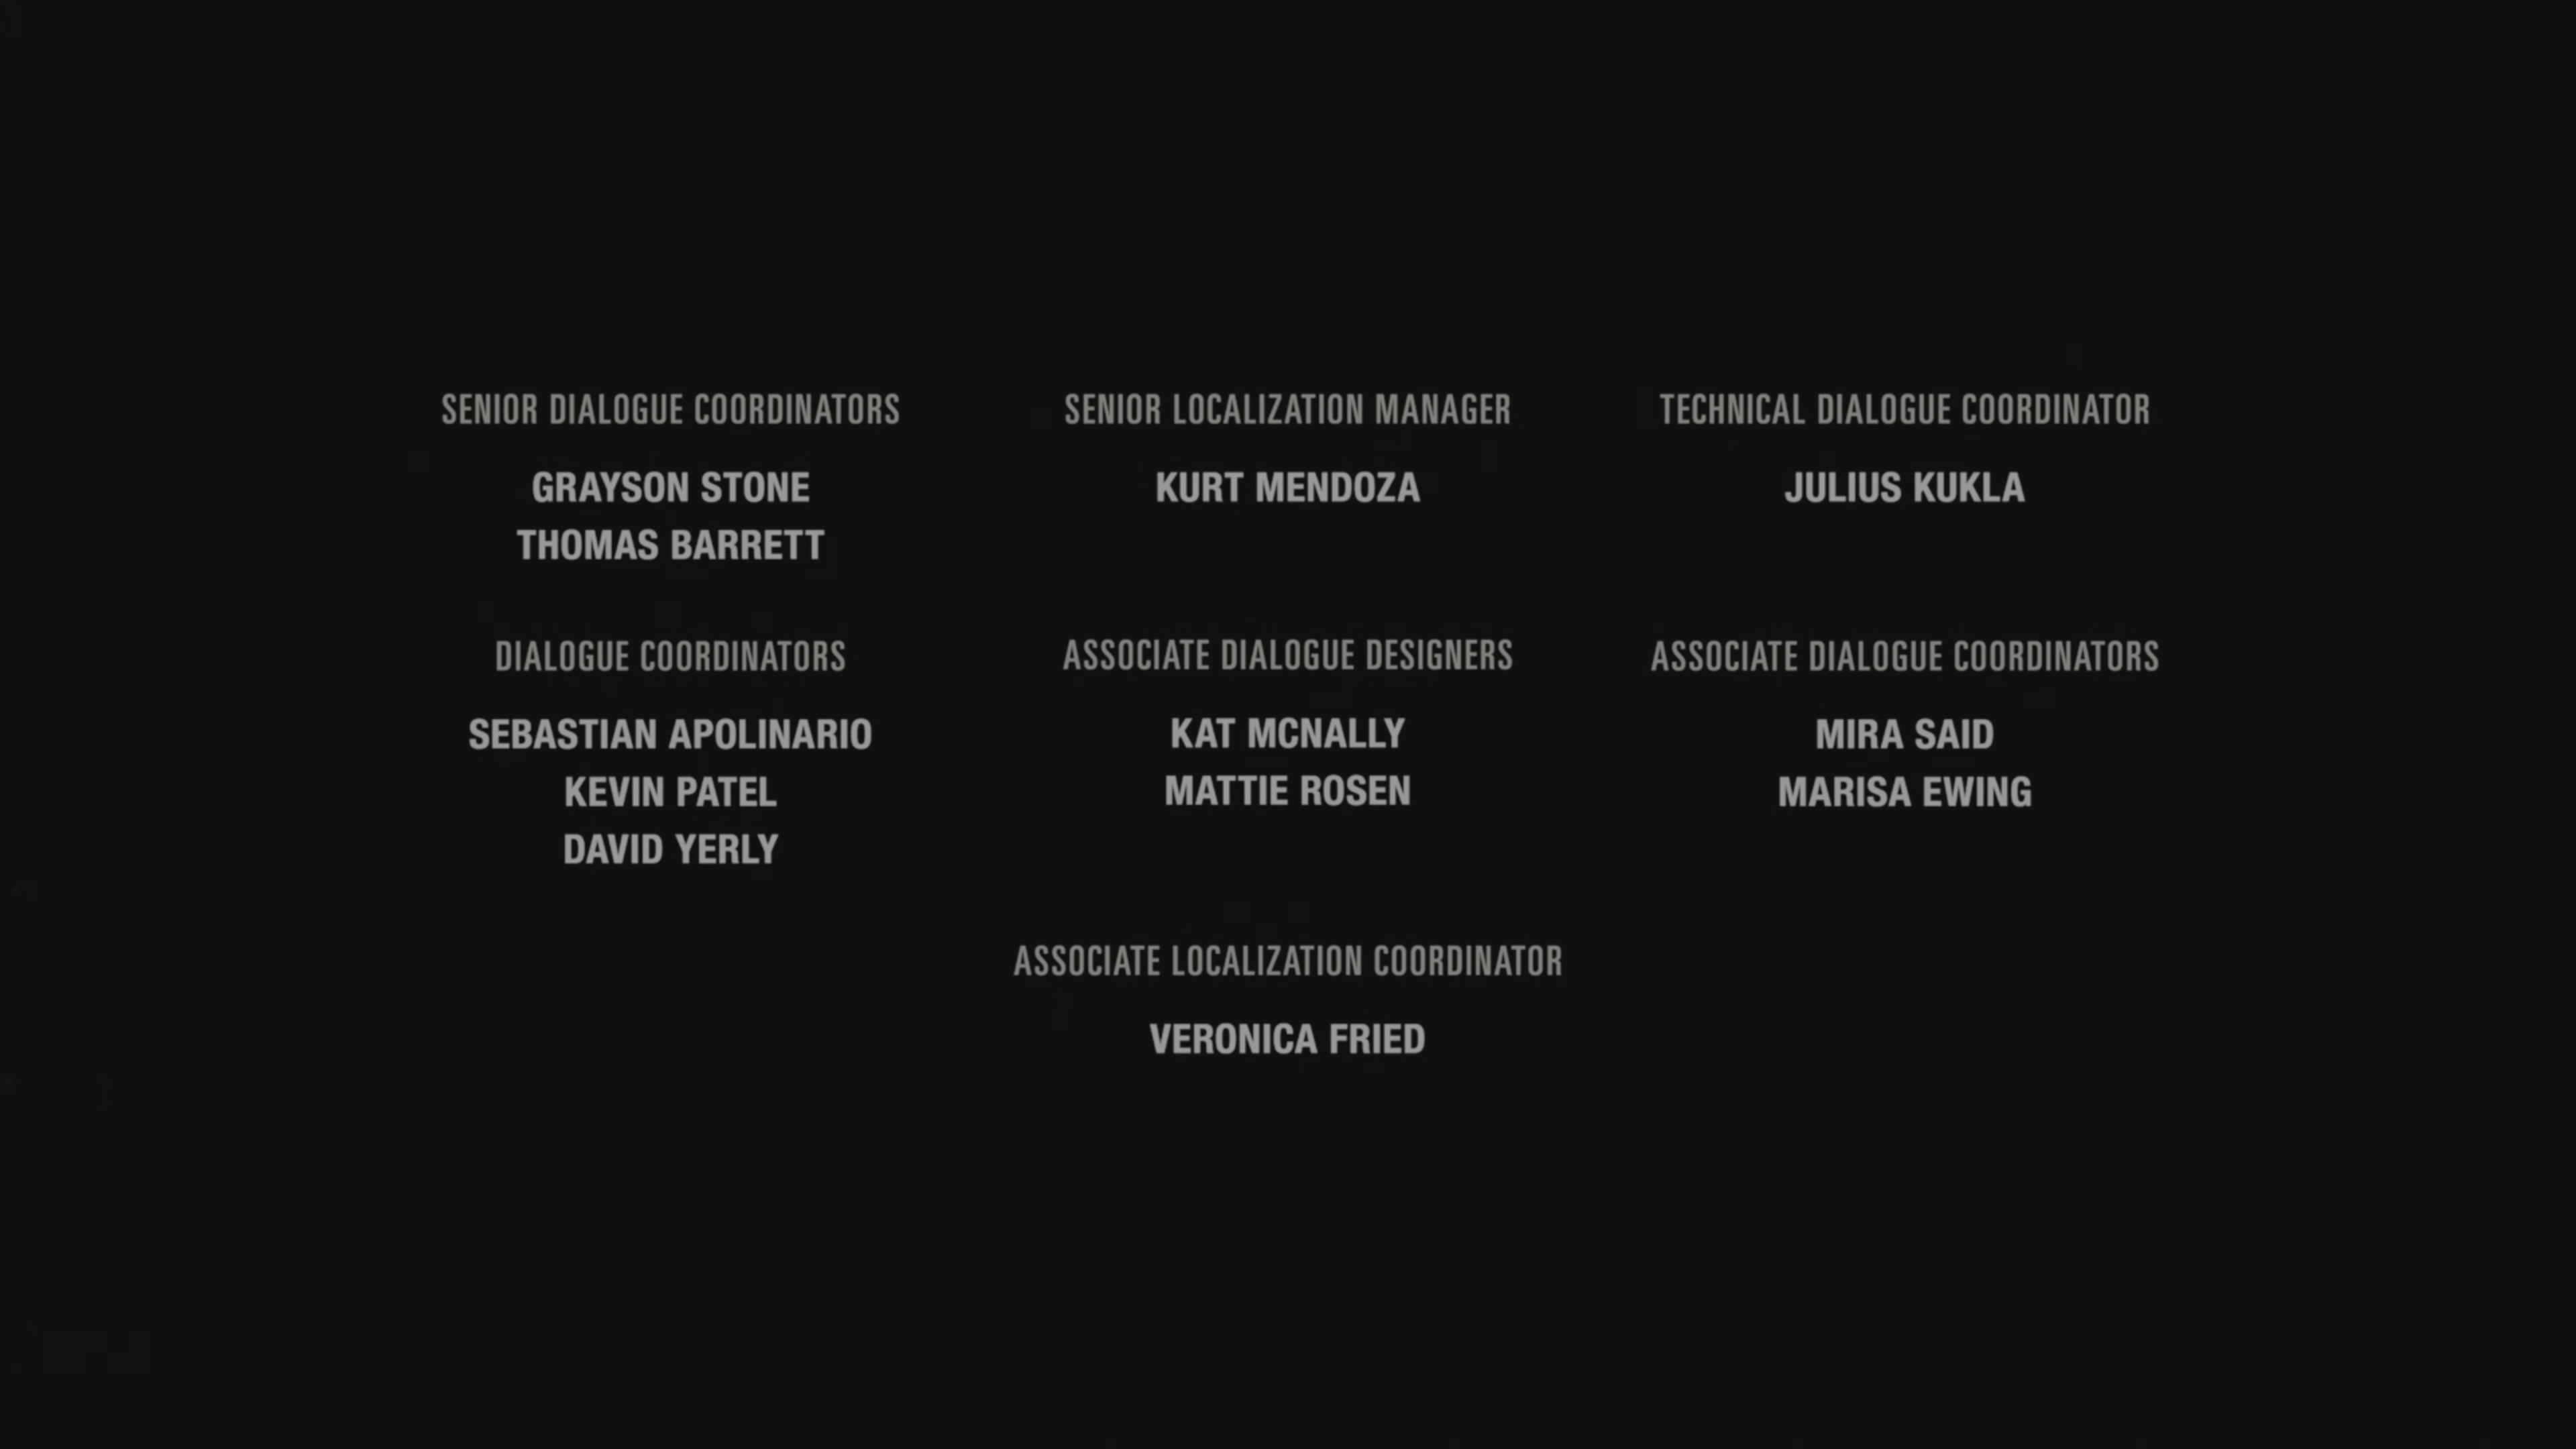 SENIOR DIALOGUE COORDINATORS
GRAYSON STONE
THOMAS BARRETT
SENIOR LOCALIZATION MANAGER
KURT MENDOZA
TECHNICAL DIALOGUE COORDINATOR
JULIUS KUKLA
DIALOGUE COORDINATORS
SEBASTIAN APOLINARIO
KEVIN PATEL
DAVID YERLY
ASSOCIATE DIALOGUE DESIGNERS
KAT MCNALLY
MATTIE ROSEN
ASSOCIATE DIALOGUE COORDINATORS
MIRA SAID
MARISA EWING
ASSOCIATE LOCALIZATION COORDINATOR
VERONICA FRIED